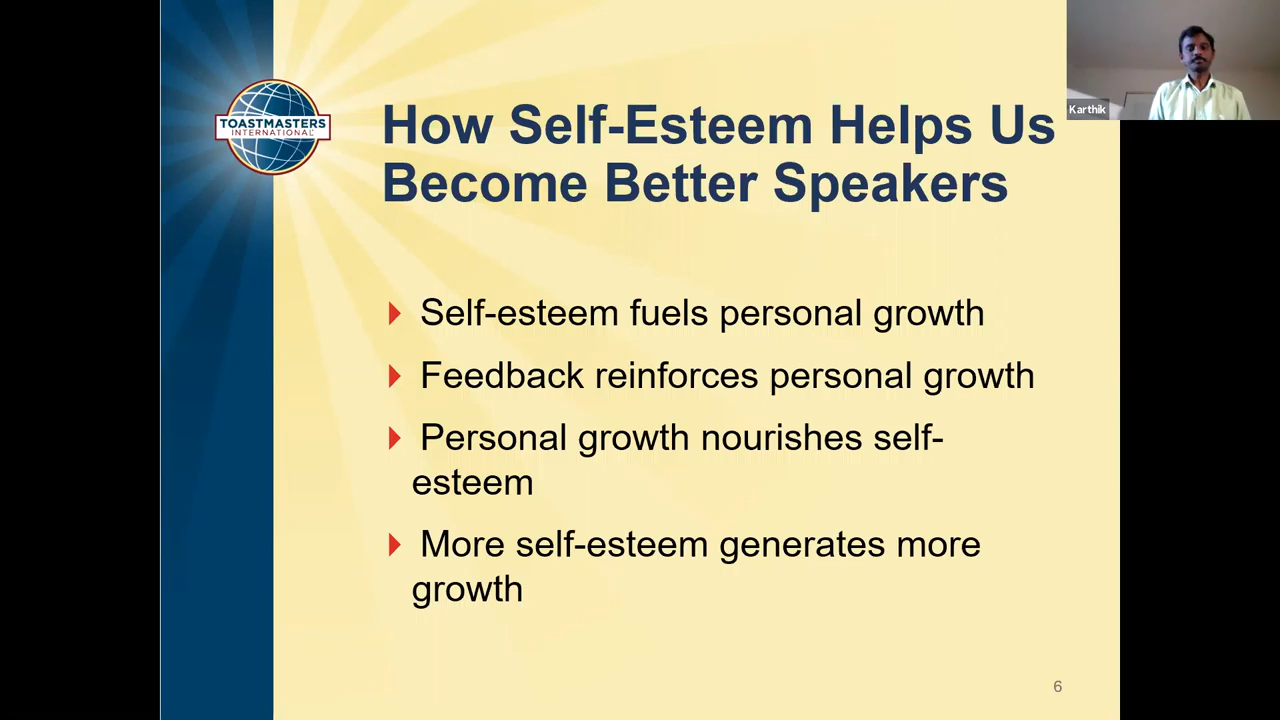 TOASTMASTERS
INTERNATIONAL
How Self-Esteem Helps Us
Become Better Speakers
Karthik
Self-esteem fuels personal growth
Feedback reinforces personal growth
Personal growth nourishes self-
esteem
More self-esteem generates more
growth
6